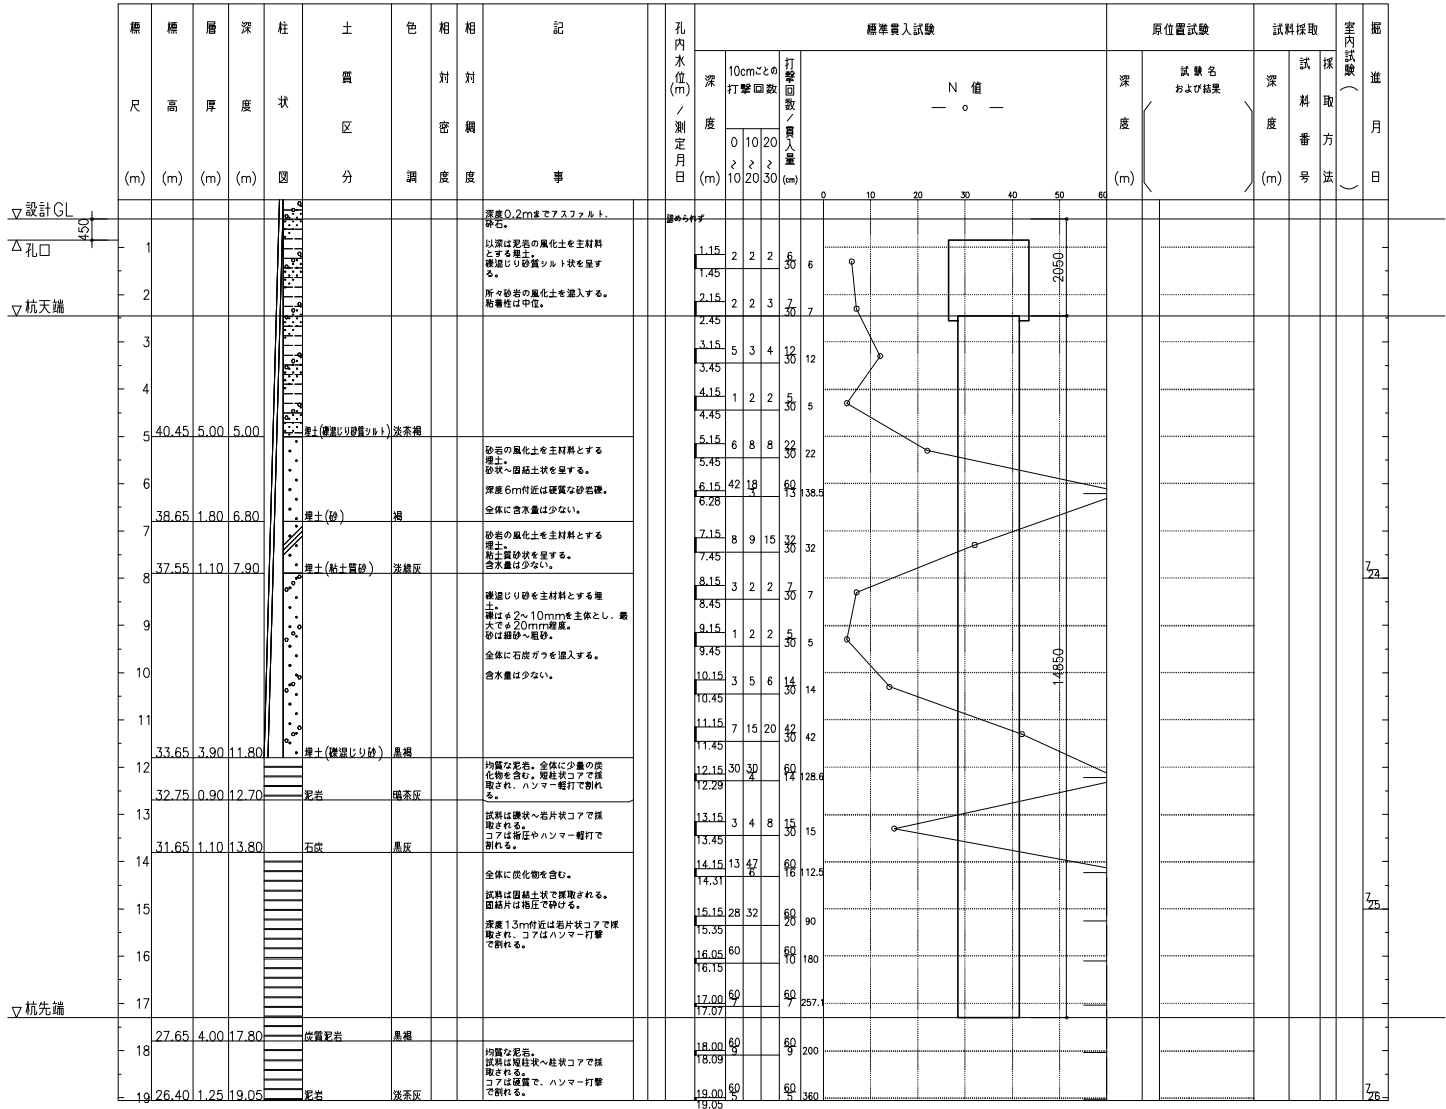 標尺(m)
標高(m)
層厚(m)
深度(m)
柱状図
土質区分
色調
相対密度
相対稠度
記事
孔内水位(m)/測定月日
標準貫入試験
深度(m)
10cmごとの
打撃回数
0 10 20
~ ~ ~
10 20 30
打撃回数/貫入量(cm)
N 値
0 10 20 30 40 50 60
原位置試験
深度(m)
試験名
および結果
試料採取
深度(m)
試料番号
採取方法
室内試験( )
掘進月日
▽設計GL
450
△孔口
▽杭天端
▽杭先端
2050
14850
認められず
深度0.2mまでアスファルト、
砕石。
以深は泥岩の風化土を主材料
とする埋土。
礫混じり砂質シルト状を呈す
る。
所々砂岩の風化土を混入する。
粘着性は中位。
40.45 5.00 5.00 埋土(礫混じり砂質シルト) 淡茶褐
砂岩の風化土を主材料とする
埋土。
砂状~固結土状を呈する。
深度6m付近は硬質な砂岩礫。
全体に含水量は少ない。
38.65 1.80 6.80 埋土(砂) 褐
砂岩の風化土を主材料とする
埋土。
粘土質砂状を呈する。
含水量は少ない。
37.55 1.10 7.90 埋土(粘土質砂) 淡緑灰
礫混じり砂を主材料とする埋
土。
礫はφ2~10mmを主体とし、最
大でφ20mm程度。
砂は細砂~粗砂。
全体に石炭ガラを混入する。
含水量は少ない。
33.65 3.90 11.80 埋土(礫混じり砂) 黒褐
均質な泥岩。全体に少量の炭
化物を含む。短柱状コアで採
取され、ハンマー軽打で割れ
る。
32.75 0.90 12.70 泥岩 暗茶灰
試料は礫状~岩片状コアで採
取される。
コアは指圧やハンマー軽打で
割れる。
31.65 1.10 13.80 石炭 黒灰
全体に炭化物を含む。
試料は固結土状で採取される。
固結片は指圧で砕ける。
深度13m付近は岩片状コアで採
取され、コアはハンマー打撃
で割れる。
27.65 4.00 17.80 炭質泥岩 黒褐
均質な泥岩。
試料は短柱状~柱状コアで採
取される。
コアは硬質で、ハンマー打撃
で割れる。
26.40 1.25 19.05 泥岩 淡茶灰
1
2
3
4
5
6
7
8
9
10
11
12
13
14
15
16
17
18
19
1.15 2 2 2 6
1.45 30 6
2.15 2 2 3 7
2.45 30 7
3.15 5 3 4 12
3.45 30 12
4.15 1 2 2 5
4.45 30 5
5.15 6 8 8 22
5.45 30 22
6.15 42 18 60
6.28 3 13 138.5
7.15 8 9 15 32
7.45 30 32
8.15 3 2 2 7
8.45 30 7
9.15 1 2 2 5
9.45 30 5
10.15 3 5 6 14
10.45 30 14
11.15 7 15 20 42
11.45 30 42
12.15 30 30 60
12.29 4 14 128.6
13.15 3 4 8 15
13.45 30 15
14.15 13 47 60
14.31 6 16 112.5
15.15 28 32 60
15.35 20 90
16.05 60 60
16.15 10 180
17.00 60 60
17.07 7 7 257.1
18.00 60 60
18.09 9 9 200
19.00 60 60
19.05 5 5 360
7/24
7/25
7/26